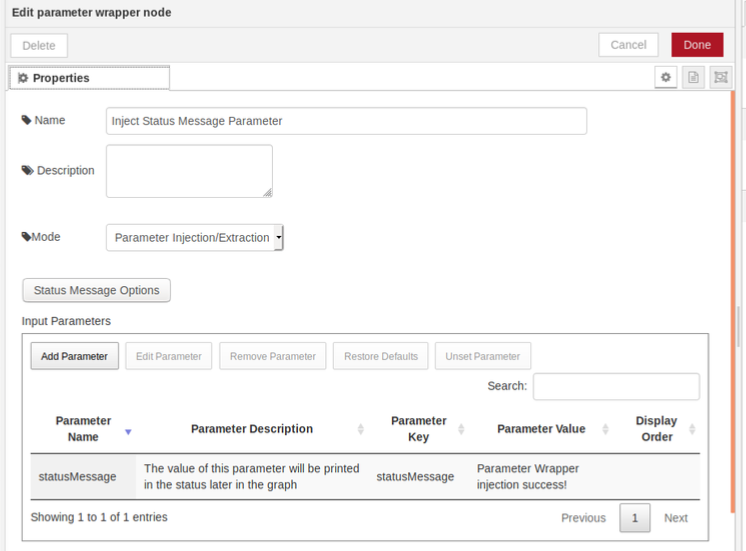 Edit parameter wrapper node
Delete
Cancel
Done
Properties
Name
Inject Status Message Parameter
Description
Mode
Parameter Injection/Extraction
Status Message Options
Input Parameters
Add Parameter
Edit Parameter
Remove Parameter
Restore Defaults
Unset Parameter
Search:
Parameter
Name
Parameter Description
Parameter
Key
Parameter Value
Display
Order
statusMessage
The value of this parameter will be printed
in the status later in the graph
statusMessage
Parameter Wrapper
injection success!
Showing 1 to 1 of 1 entries
Previous
1
Next